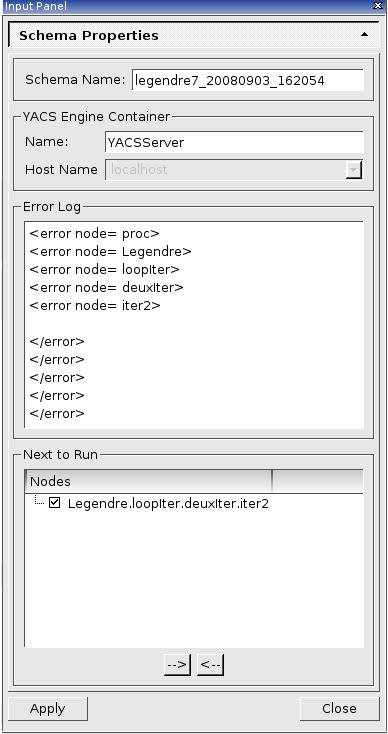 Input Panel
Schema Properties
Schema Name: legendre7_20080903_162054
YACS Engine Container
Name: YACSServer
Host Name localhost
Error Log
<error node= proc>
<error node= Legendre>
<error node= loopIter>
<error node= deuxIter>
<error node= iter2>
</error>
</error>
</error>
</error>
</error>
Next to Run
Nodes
Legendre.loopIter.deuxIter.iter2
--> <--
Apply Close